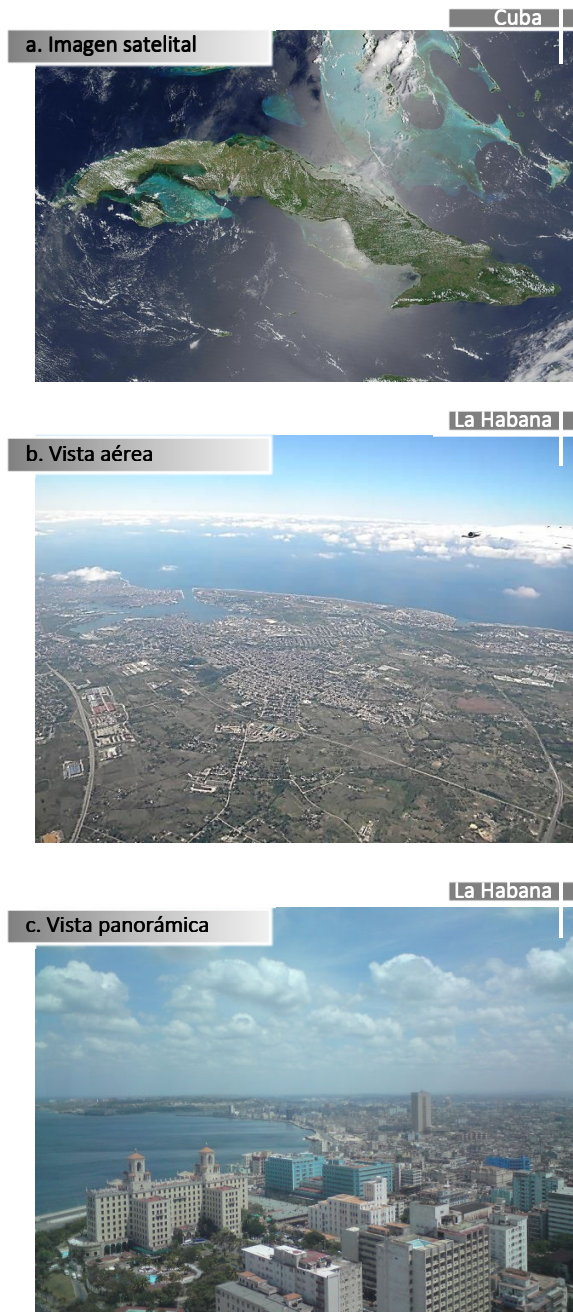 Cuba
a. Imagen satelital
La Habana
b. Vista aérea
La Habana
c. Vista panorámica